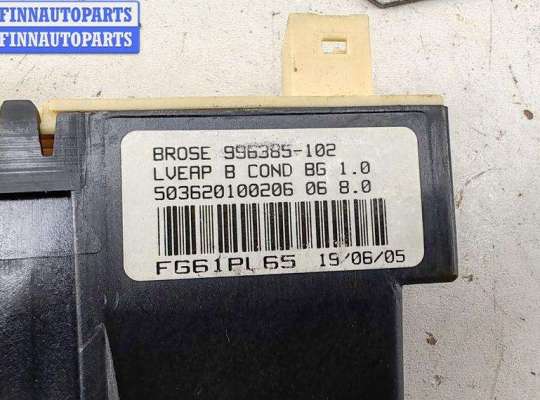 FINNAUTOPARTS
FINNAUTOPARTS
BROSE 996385-102
LVEAP B COND BG 1.0
503620100206 06 8.0
FG61PL65 19/06/05